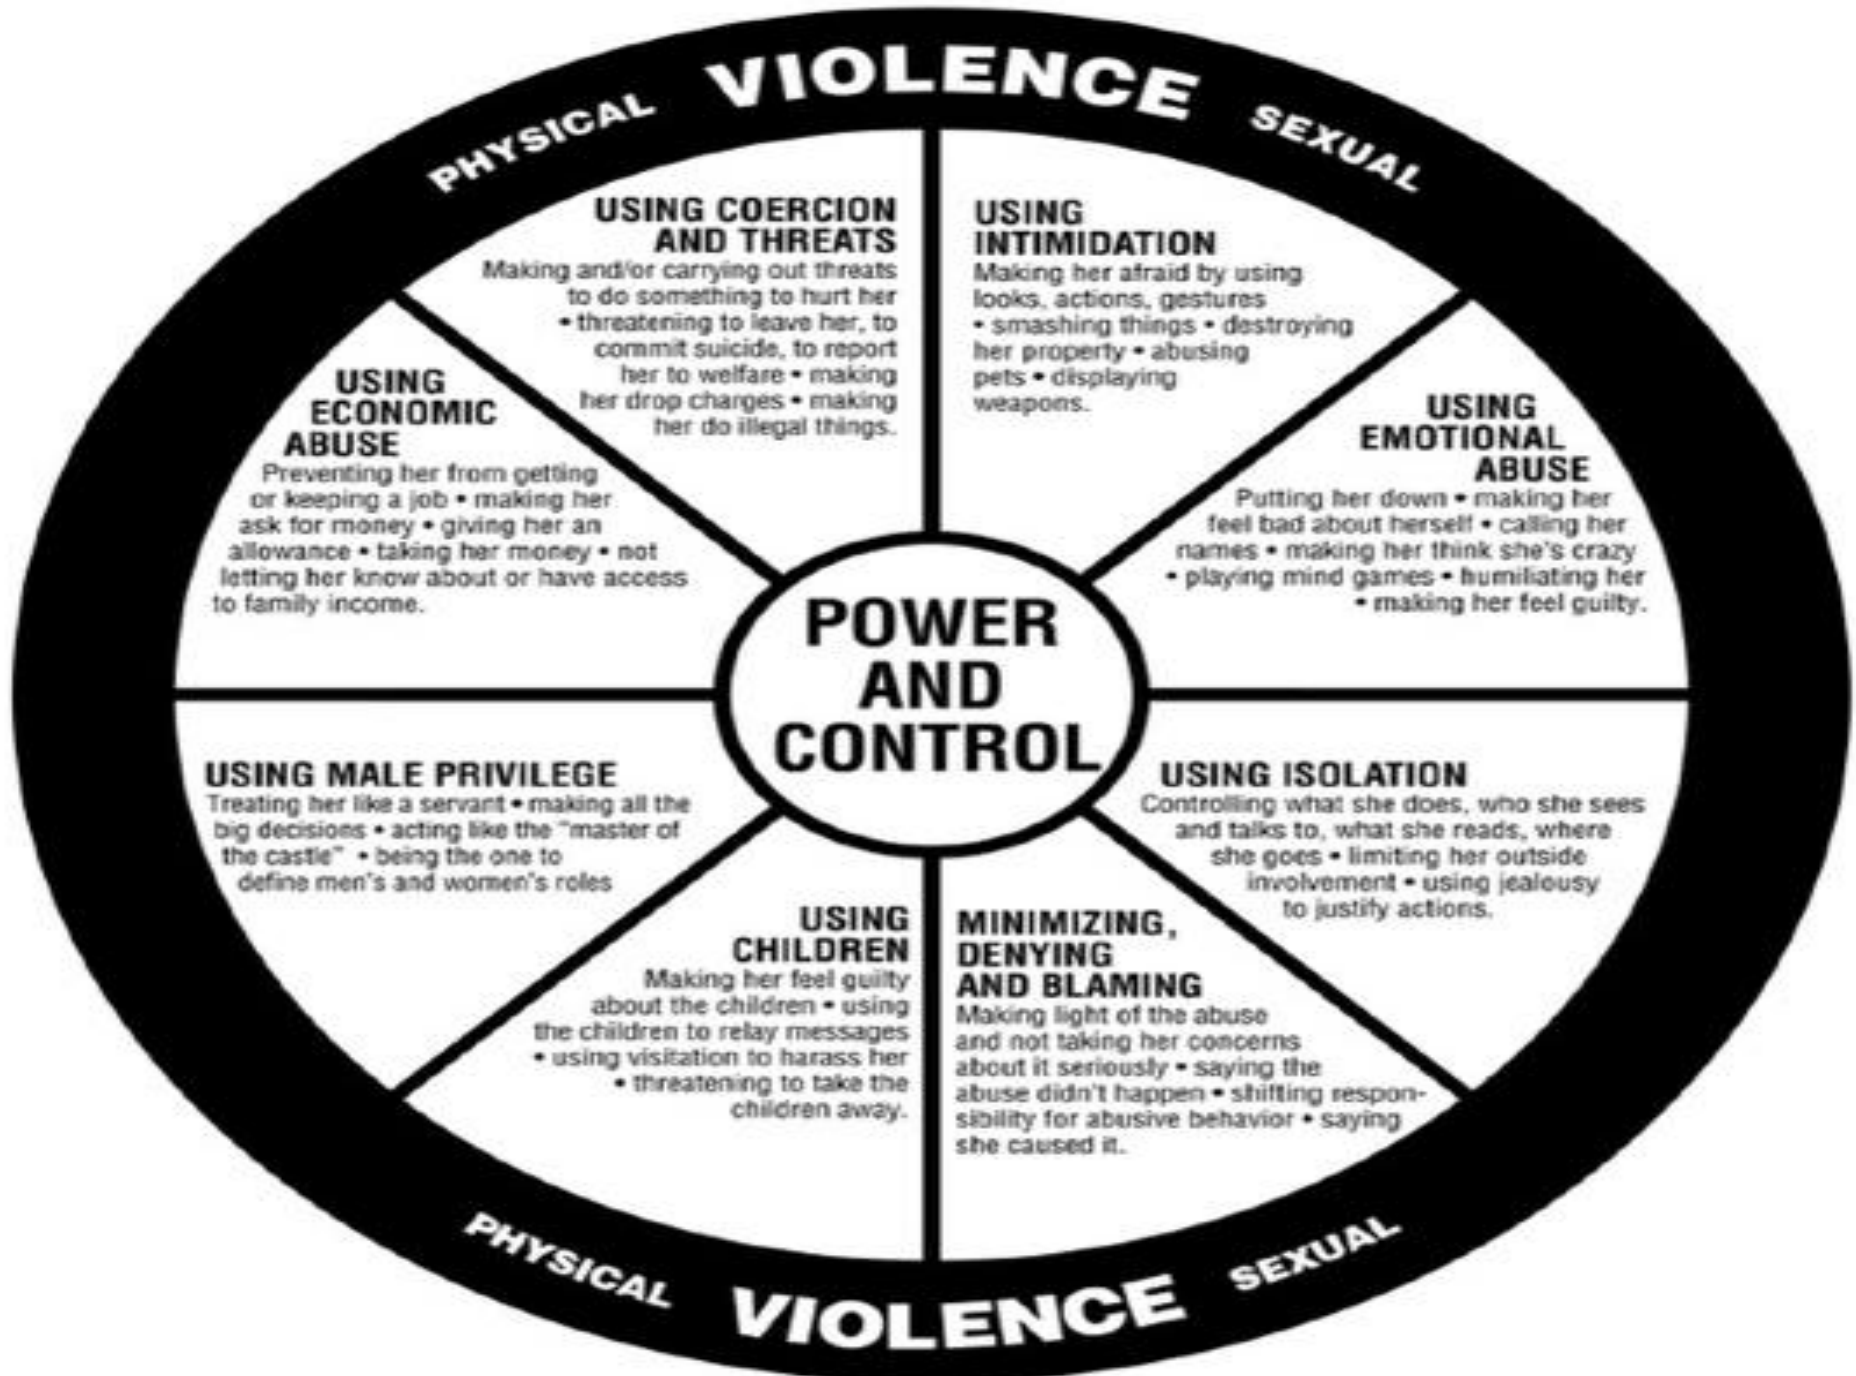 PHYSICAL VIOLENCE SEXUAL
USING COERCION
AND THREATS
Making and/or carrying out threats
to do something to hurt her
• threatening to leave her, to
commit suicide, to report
her to welfare • making
her drop charges • making
her do illegal things.
USING
INTIMIDATION
Making her afraid by using
looks, actions, gestures
• smashing things • destroying
her property • abusing
pets • displaying
weapons.
USING
ECONOMIC
ABUSE
Preventing her from getting
or keeping a job • making her
ask for money • giving her an
allowance • taking her money • not
letting her know about or have access
to family income.
USING
EMOTIONAL
ABUSE
Putting her down • making her
feel bad about herself • calling her
names • making her think she's crazy
• playing mind games • humiliating her
• making her feel guilty.
POWER
AND
CONTROL
USING MALE PRIVILEGE
Treating her like a servant • making all the
big decisions • acting like the "master of
the castle" • being the one to
define men's and women's roles
USING ISOLATION
Controlling what she does, who she sees
and talks to, what she reads, where
she goes • limiting her outside
involvement • using jealousy
to justify actions.
USING
CHILDREN
Making her feel guilty
about the children • using
the children to relay messages
• using visitation to harass her
• threatening to take the
children away.
MINIMIZING,
DENYING
AND BLAMING
Making light of the abuse
and not taking her concerns
about it seriously • saying the
abuse didn't happen • shifting respon-
sibility for abusive behavior • saying
she caused it.
PHYSICAL VIOLENCE SEXUAL